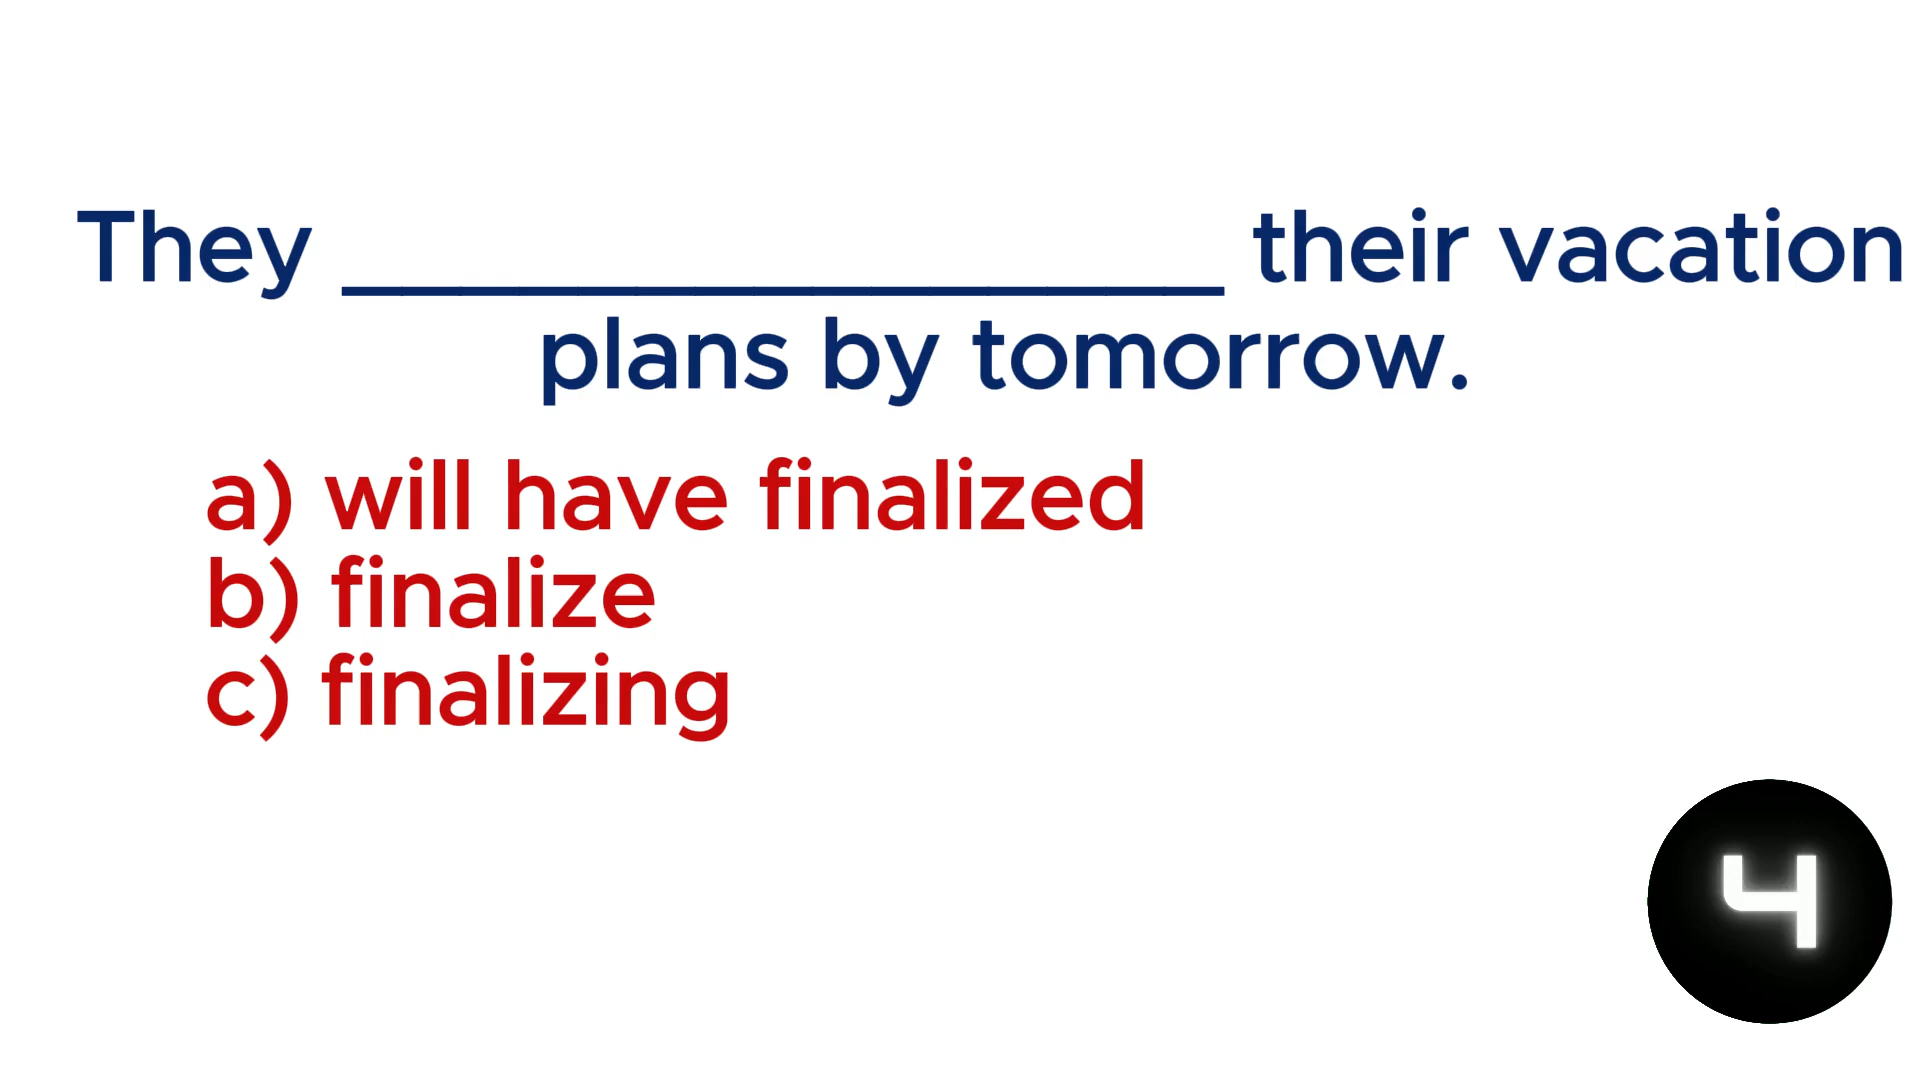 They _______________ their vacation
plans by tomorrow.
a) will have finalized
b) finalize
c) finalizing
4